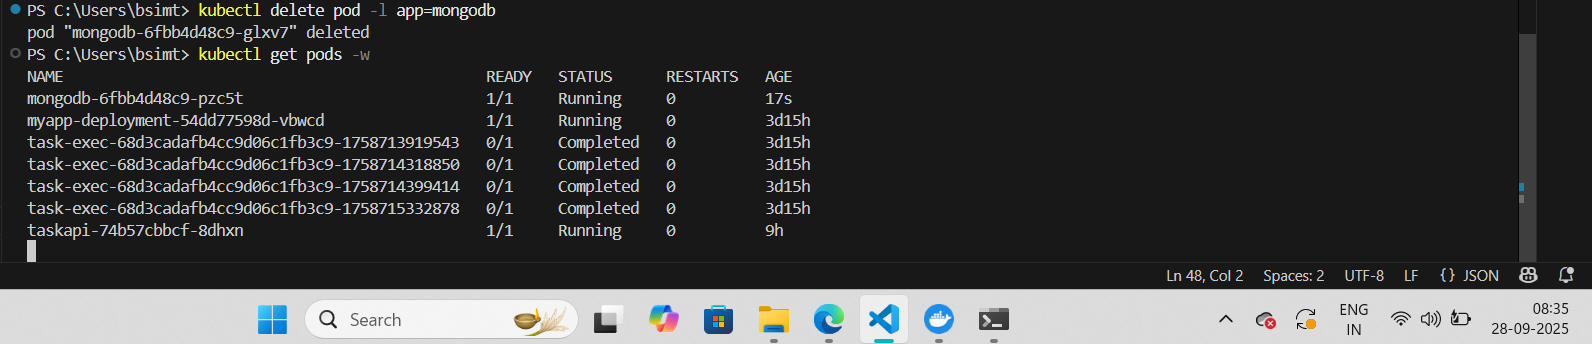 PS C:\Users\bsimt> kubectl delete pod -l app=mongodb
pod "mongodb-6fbb4d48c9-glxv7" deleted
PS C:\Users\bsimt> kubectl get pods -w
NAME READY STATUS RESTARTS AGE
mongodb-6fbb4d48c9-pzc5t 1/1 Running 0 17s
myapp-deployment-54dd77598d-vbwcd 1/1 Running 0 3d15h
task-exec-68d3cadafb4cc9d06c1fb3c9-1758713919543 0/1 Completed 0 3d15h
task-exec-68d3cadafb4cc9d06c1fb3c9-1758714318850 0/1 Completed 0 3d15h
task-exec-68d3cadafb4cc9d06c1fb3c9-1758714399414 0/1 Completed 0 3d15h
task-exec-68d3cadafb4cc9d06c1fb3c9-1758715332878 0/1 Completed 0 3d15h
taskapi-74b57cbbcf-8dhxn 1/1 Running 0 9h
Ln 48, Col 2 Spaces: 2 UTF-8 LF {} JSON
Search
ENG
IN
08:35
28-09-2025